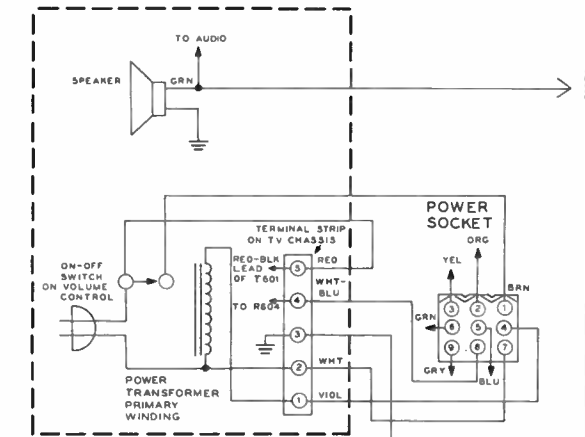 TO AUDIO
SPEAKER
GRN
TERMINAL STRIP
ON TV CHASSIS
POWER
SOCKET
ORG
YEL
BRN
RED-BLK
LEAD
OF T601
5
RED
ON-OFF
SWITCH
ON VOLUME
CONTROL
WHT-
BLU
4
TO R604
3
2
1
GRN
6
5
4
9
8
7
GRY
BLU
3
2
WHT
1
VIOL
POWER
TRANSFORMER
PRIMARY
WINDING